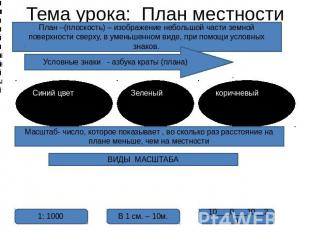 Тема урока: План местности
План –(плоскость) – изображение небольшой части земной
поверхности сверху, в уменьшенном виде, при помощи условных
знаков.
Условные знаки - азбука краты (плана)
Синий цвет
Зеленый
коричневый
Масштаб- число, которое показывает , во сколько раз расстояние на
плане меньше, чем на местности
ВИДЫ МАСШТАБА
1: 1000
В 1 см. – 10м.